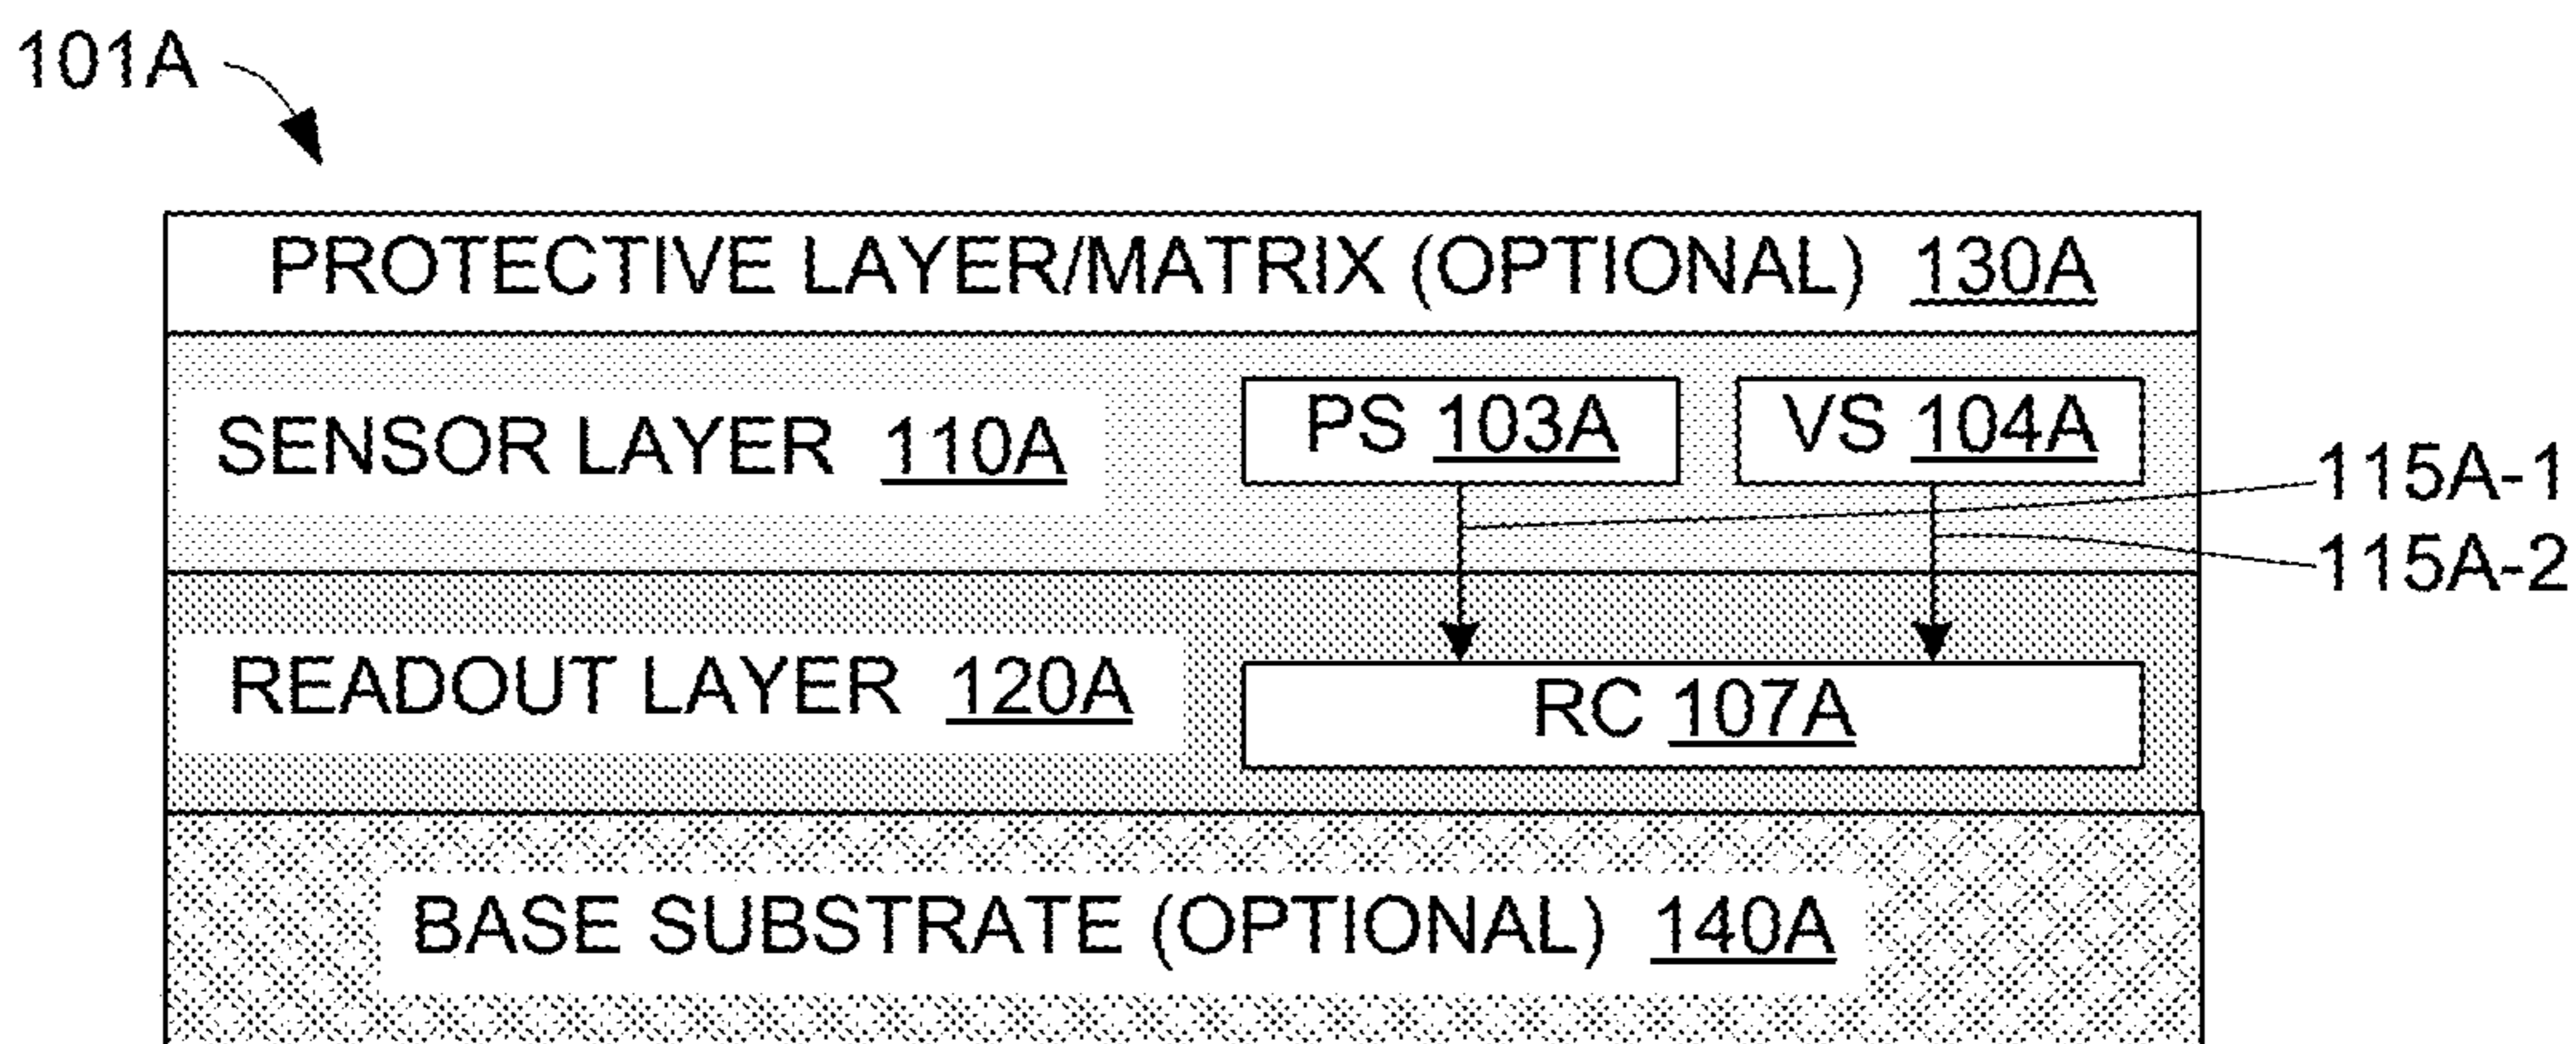 101A
PROTECTIVE LAYER/MATRIX (OPTIONAL) 130A
SENSOR LAYER 110A
PS 103A
VS 104A
115A-1
115A-2
READOUT LAYER 120A
RC 107A
BASE SUBSTRATE (OPTIONAL) 140A